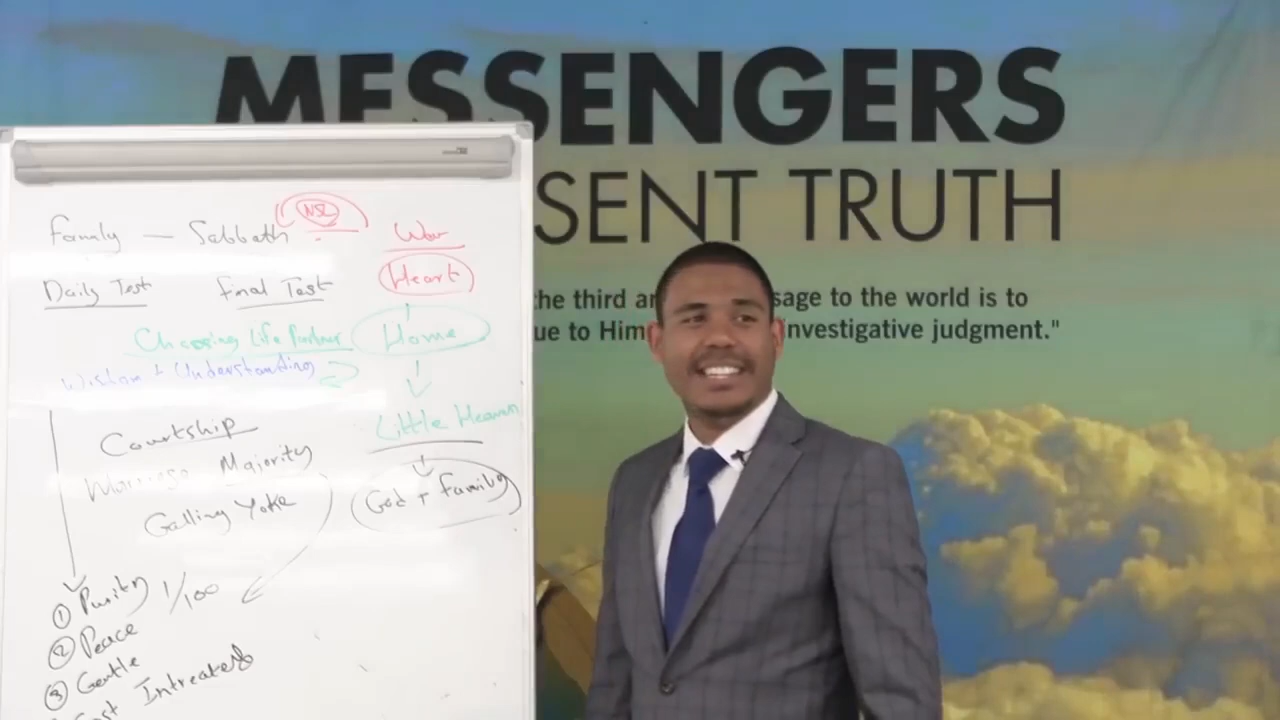 MESSENGERS
SENT TRUTH
the third an sage to the world is to
ue to Him investigative judgment."
Family — Sabbath NSL War
Daily Test Final Test Heart
Choosing Life Partner Home
Wisdom + Understanding
Little Heaven
Courtship
Marriage Majority
God + Family
Galling Yoke
① Purity 1/100
② Peace
③ Gentle
Intreated